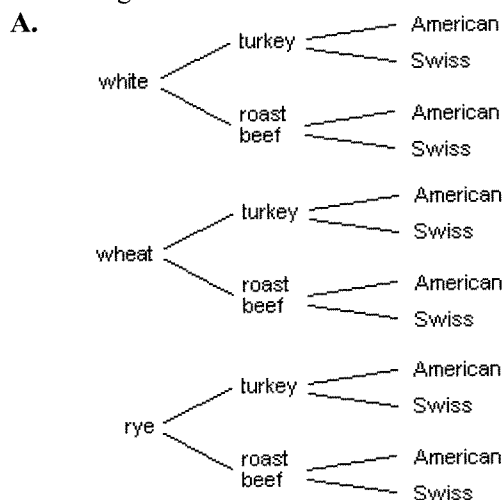 A.
American
turkey
Swiss
white
roast
beef
American
Swiss
American
turkey
Swiss
wheat
roast
beef
American
Swiss
American
turkey
Swiss
rye
roast
beef
American
Swiss